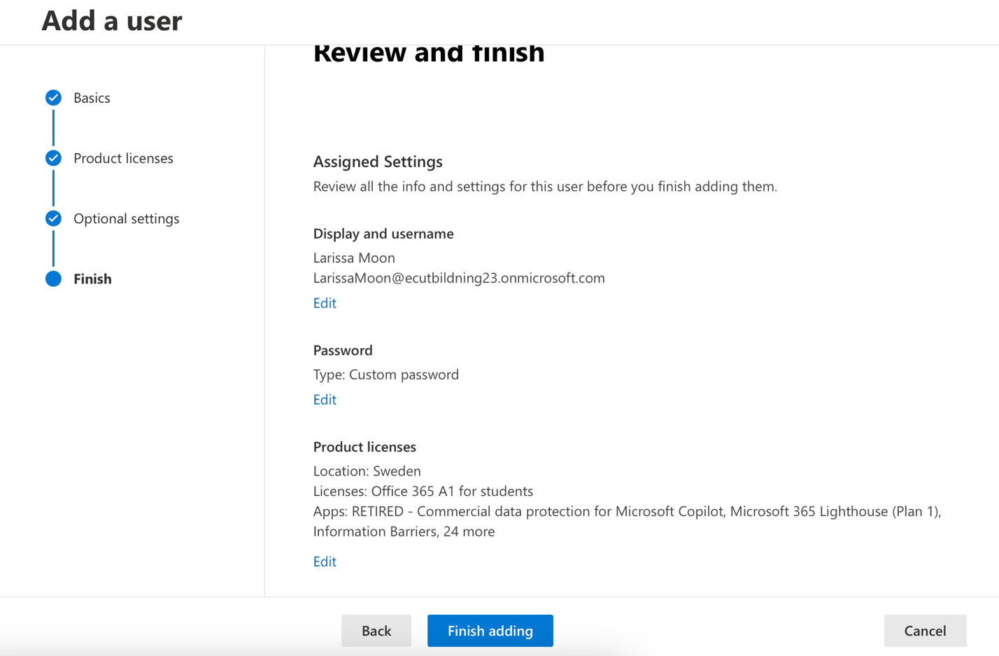 Add a user
Review and finish
Basics
Product licenses
Optional settings
Finish
Assigned Settings
Review all the info and settings for this user before you finish adding them.
Display and username
Larissa Moon
LarissaMoon@ecutbildning23.onmicrosoft.com
Edit
Password
Type: Custom password
Edit
Product licenses
Location: Sweden
Licenses: Office 365 A1 for students
Apps: RETIRED - Commercial data protection for Microsoft Copilot, Microsoft 365 Lighthouse (Plan 1),
Information Barriers, 24 more
Edit
Back
Finish adding
Cancel